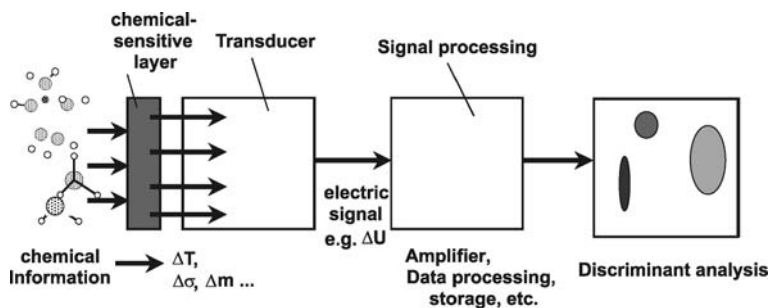 chemical-
sensitive
layer
Transducer
Signal processing
electric
signal
e.g. ΔU
chemical
Information
ΔT,
Δσ, Δm ...
Amplifier,
Data processing,
storage, etc.
Discriminant analysis